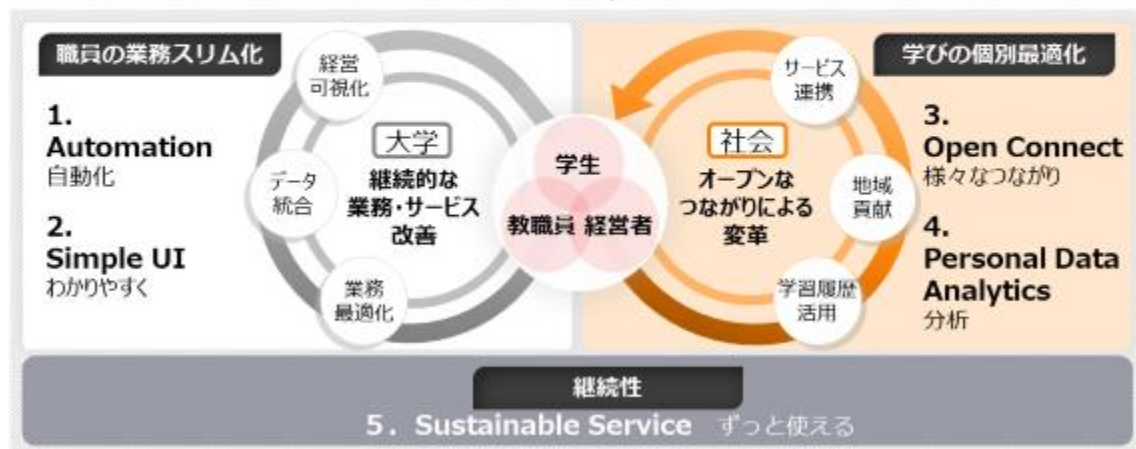 職員の業務スリム化
1.
Automation
自動化
2.
Simple UI
わかりやすく
経営
可視化
データ
統合
業務
最適化
大学
継続的な
業務・サービス
改善
学生
教職員
経営者
社会
オープンな
つながりによる
変革
サービス
連携
地域
貢献
学習履歴
活用
学びの個別最適化
3.
Open Connect
様々なつながり
4.
Personal Data
Analytics
分析
継続性
5. Sustainable Service ずっと使える